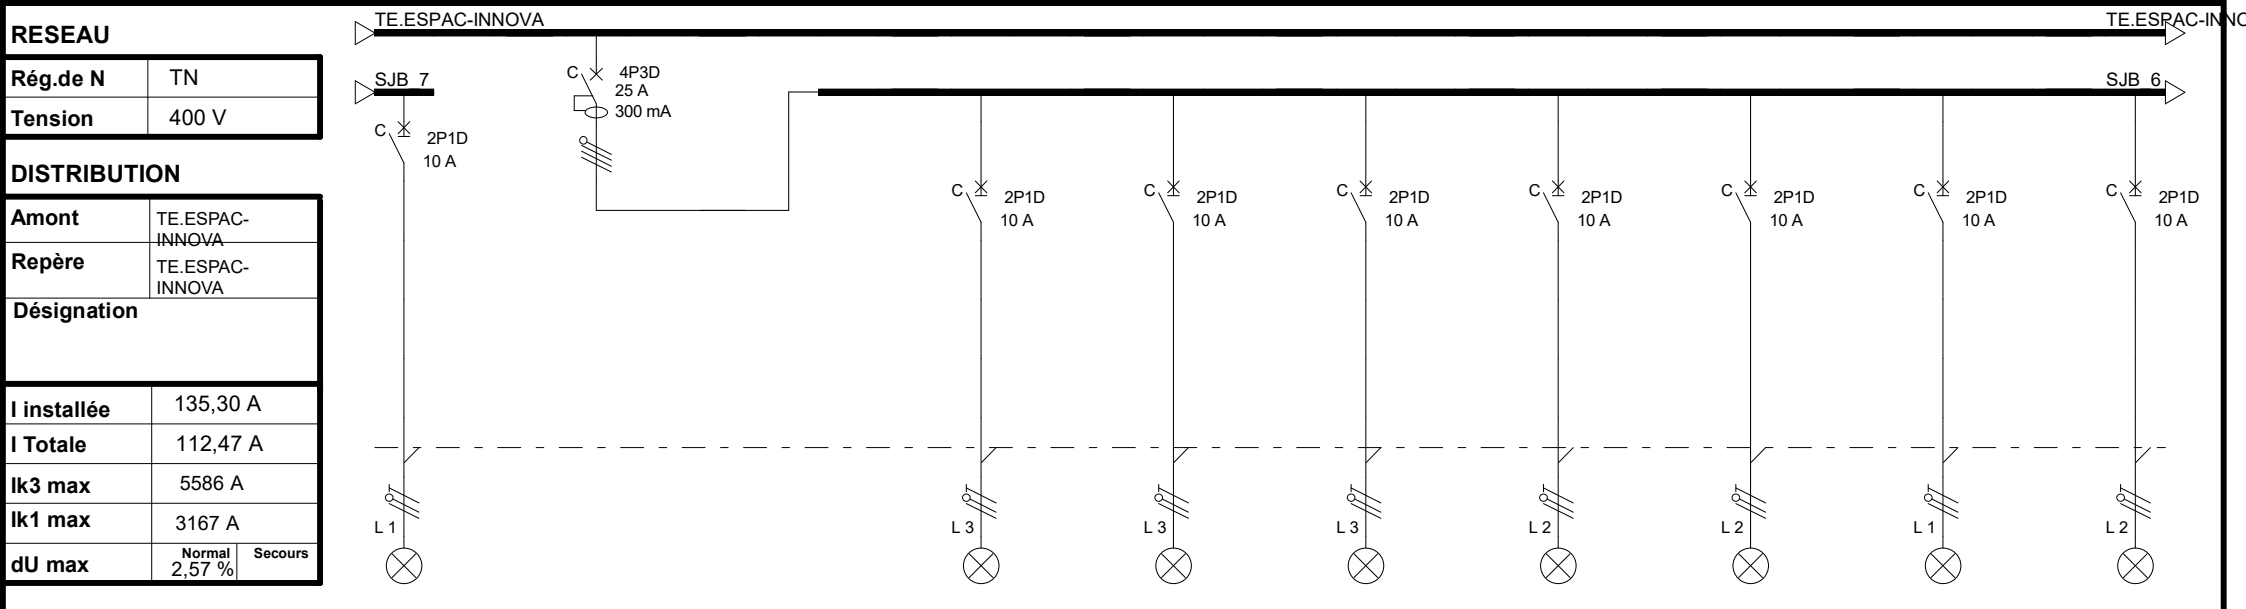 RESEAU
Rég.de N TN
Tension 400 V
DISTRIBUTION
Amont TE.ESPAC-
INNOVA
Repère TE.ESPAC-
INNOVA
Désignation
I installée 135,30 A
I Totale 112,47 A
Ik3 max 5586 A
Ik1 max 3167 A
dU max Normal Secours
2,57 %
TE.ESPAC-INNOVA TE.ESPAC-INNO
SJB 7 SJB 6
C 4P3D
25 A
300 mA
C 2P1D
10 A
C 2P1D C 2P1D C 2P1D C 2P1D C 2P1D C 2P1D C 2P1D
10 A 10 A 10 A 10 A 10 A 10 A 10 A
L 1 L 3 L 3 L 3 L 2 L 2 L 1 L 2